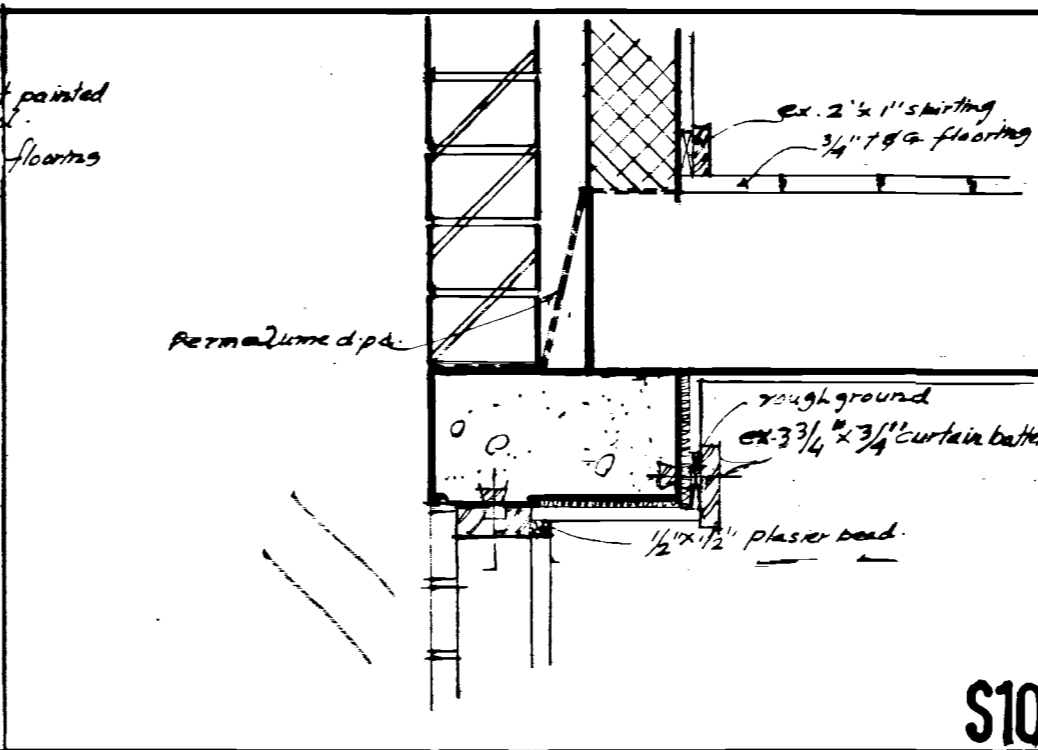 painted
flooring
ex. 2" x 1" skirting
3/4" t & G flooring
Permalume d.p.c.
rough ground
ex. 3 3/4" x 3/4" curtain batte
1/2" x 1/2" plaster bead.
S10